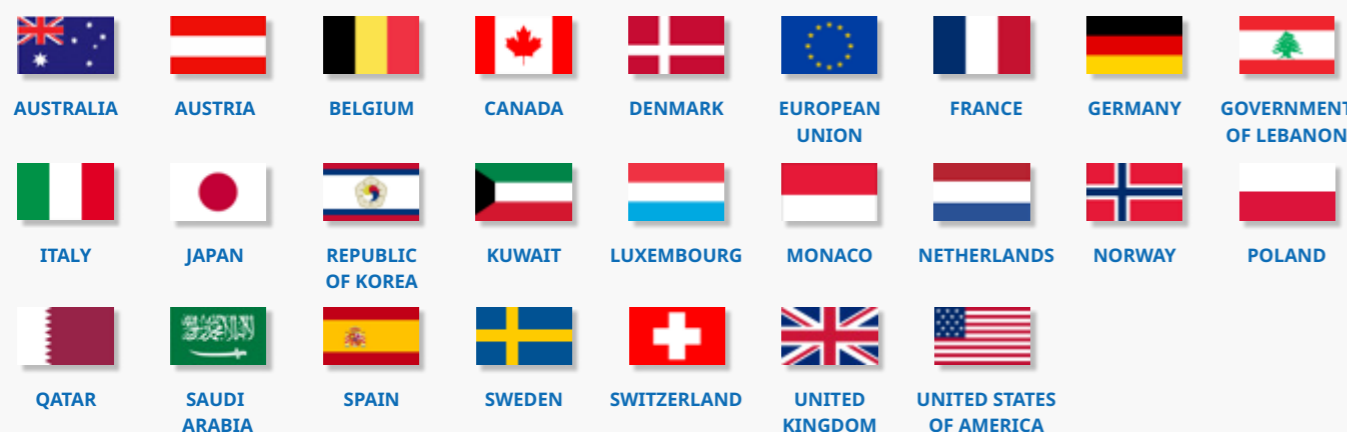 AUSTRALIA
AUSTRIA
BELGIUM
CANADA
DENMARK
EUROPEAN
UNION
FRANCE
GERMANY
GOVERNMENT
OF LEBANON
ITALY
JAPAN
REPUBLIC
OF KOREA
KUWAIT
LUXEMBOURG
MONACO
NETHERLANDS
NORWAY
POLAND
QATAR
SAUDI
ARABIA
SPAIN
SWEDEN
SWITZERLAND
UNITED
KINGDOM
UNITED STATES
OF AMERICA